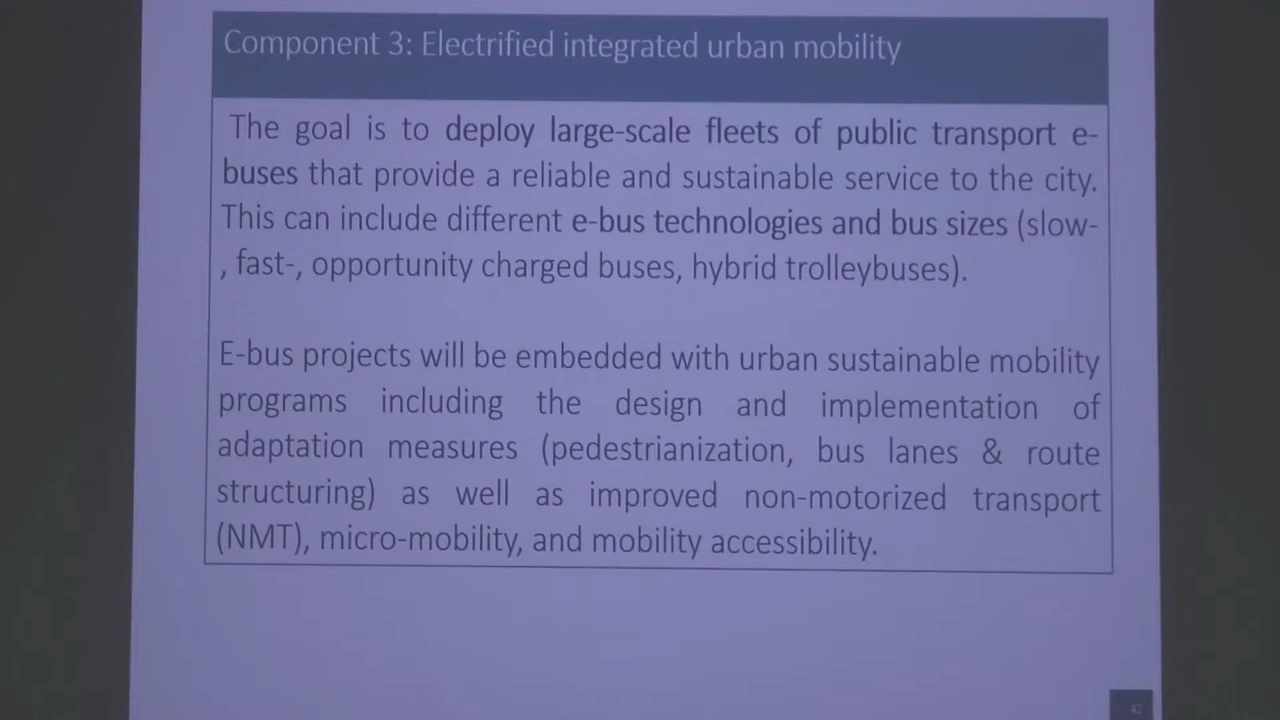 Component 3: Electrified integrated urban mobility
The goal is to deploy large-scale fleets of public transport e-
buses that provide a reliable and sustainable service to the city.
This can include different e-bus technologies and bus sizes (slow-
, fast-, opportunity charged buses, hybrid trolleybuses).
E-bus projects will be embedded with urban sustainable mobility
programs including the design and implementation of
adaptation measures (pedestrianization, bus lanes & route
structuring) as well as improved non-motorized transport
(NMT), micro-mobility, and mobility accessibility.
42